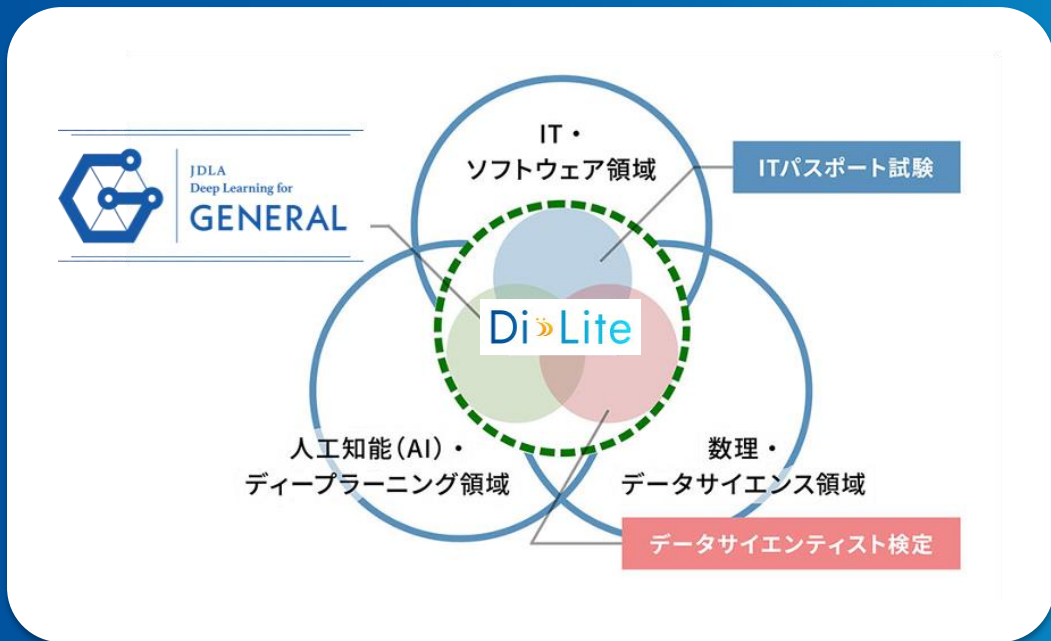 IT・
ソフトウェア領域
ITパスポート試験
JDLA
Deep Learning for
GENERAL
Di Lite
人工知能(AI)・
ディープラーニング領域
数理・
データサイエンス領域
データサイエンティスト検定